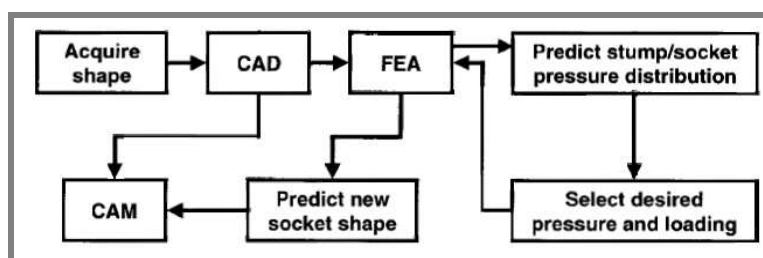 Acquire
shape
CAD
FEA
Predict stump/socket
pressure distribution
CAM
Predict new
socket shape
Select desired
pressure and loading